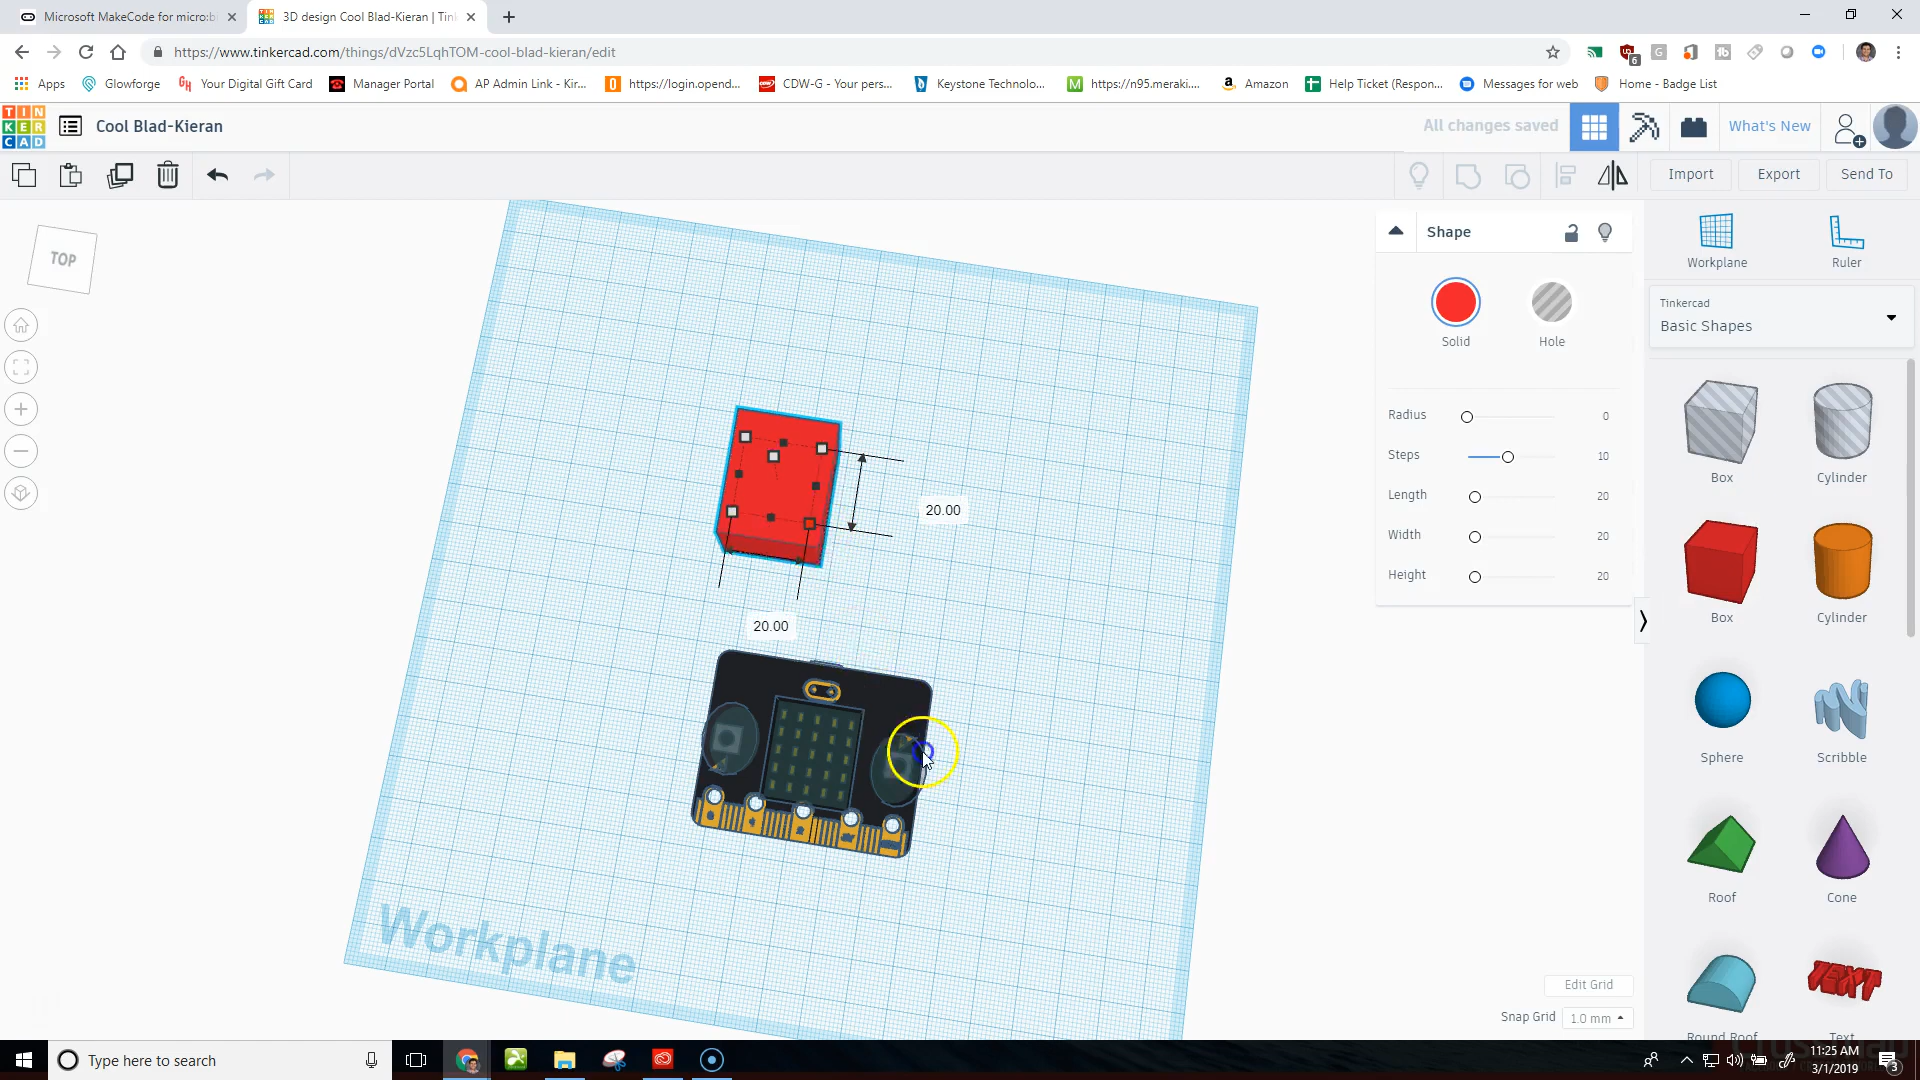 Microsoft MakeCode for micro:b
3D design Cool Blad-Kieran | Tin
https://www.tinkercad.com/things/dVzc5LqhTOM-cool-blad-kieran/edit
6
Apps
Glowforge
Your Digital Gift Card
Manager Portal
AP Admin Link - Kir...
https://login.opend...
CDW-G - Your pers...
Keystone Technolo...
https://n95.meraki....
Amazon
Help Ticket (Respon...
Messages for web
Home - Badge List
TIN
KER
CAD
Cool Blad-Kieran
All changes saved
What's New
Import
Export
Send To
TOP
Shape
Solid
Hole
Radius 0
Steps 10
Length 20
Width 20
Height 20
Workplane
Ruler
Tinkercad
Basic Shapes
Box
Cylinder
Box
Cylinder
Sphere
Scribble
Roof
Cone
Round Roof
TEXT
Text
20.00
20.00
Workplane
Edit Grid
Snap Grid 1.0 mm
Type here to search
11:25 AM
3/1/2019
3